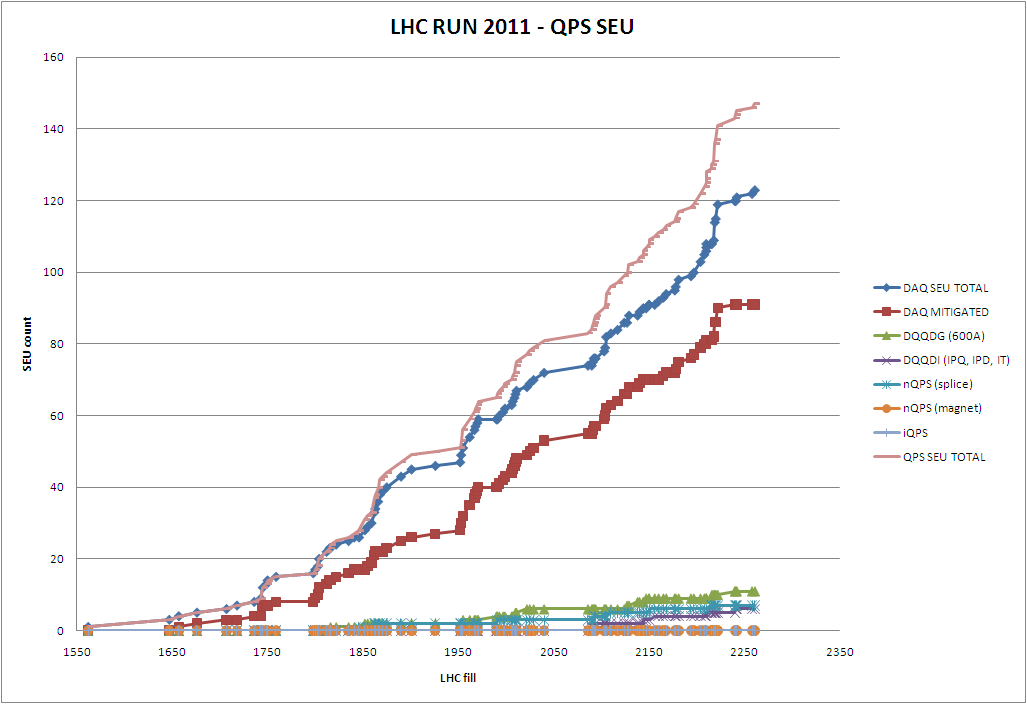 LHC RUN 2011 - QPS SEU
160
140
120
100
80
60
40
20
0
SEU count
1550 1650 1750 1850 1950 2050 2150 2250 2350
LHC fill
DAQ SEU TOTAL
DAQ MITIGATED
DQQDG (600A)
DQQDI (IPQ, IPD, IT)
nQPS (splice)
nQPS (magnet)
iQPS
QPS SEU TOTAL